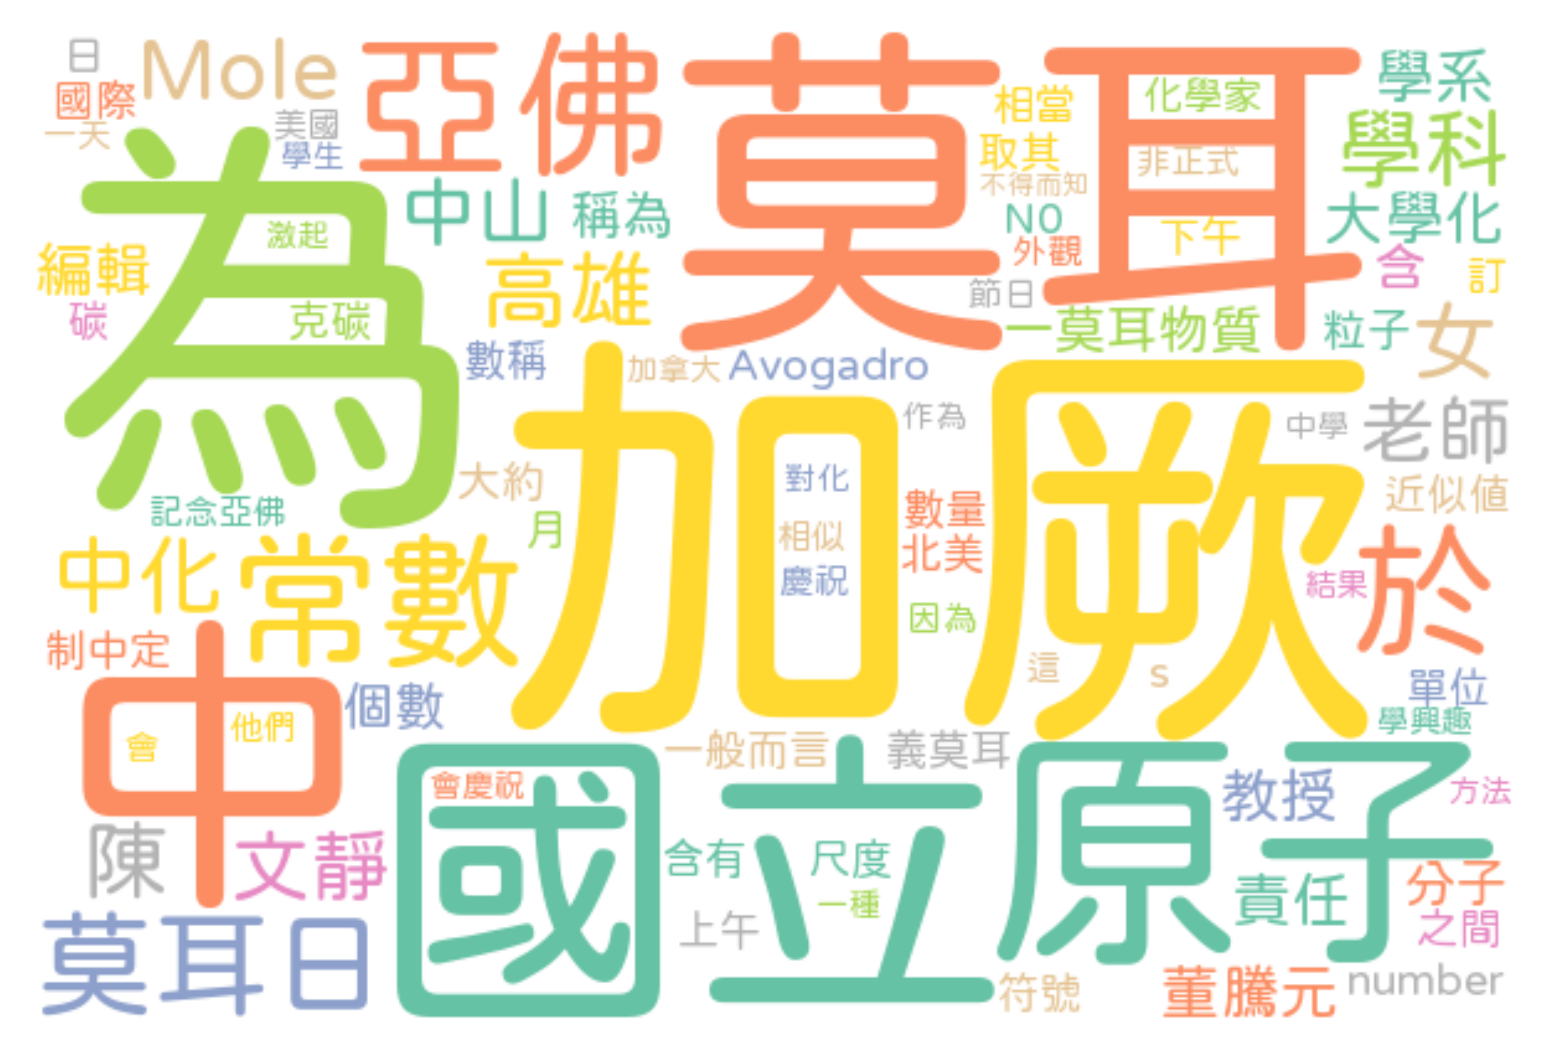 日
國際
一天
Mole
美國
學生
亞佛
莫耳
相當
取其
不得而知
N0
外觀
節日
化學家
非正式
下午
學系
學科
大學化
含
訂
為
激起
克碳
編輯
碳
中山
稱為
高雄
一莫耳物質
粒子
女
數稱
加拿大
Avogadro
作為
中學
老師
近似值
加厥
大約
月
對化
相似
慶祝
數量
北美
因為
記念亞佛
中化
常數
結果
於
這
s
單位
學興趣
制中定
中
會
他們
個數
一般而言
義莫耳
國立
會慶祝
原子
教授
方法
陳
文靜
含有
尺度
一種
責任
分子
之間
上午
莫耳日
符號
董騰元
number